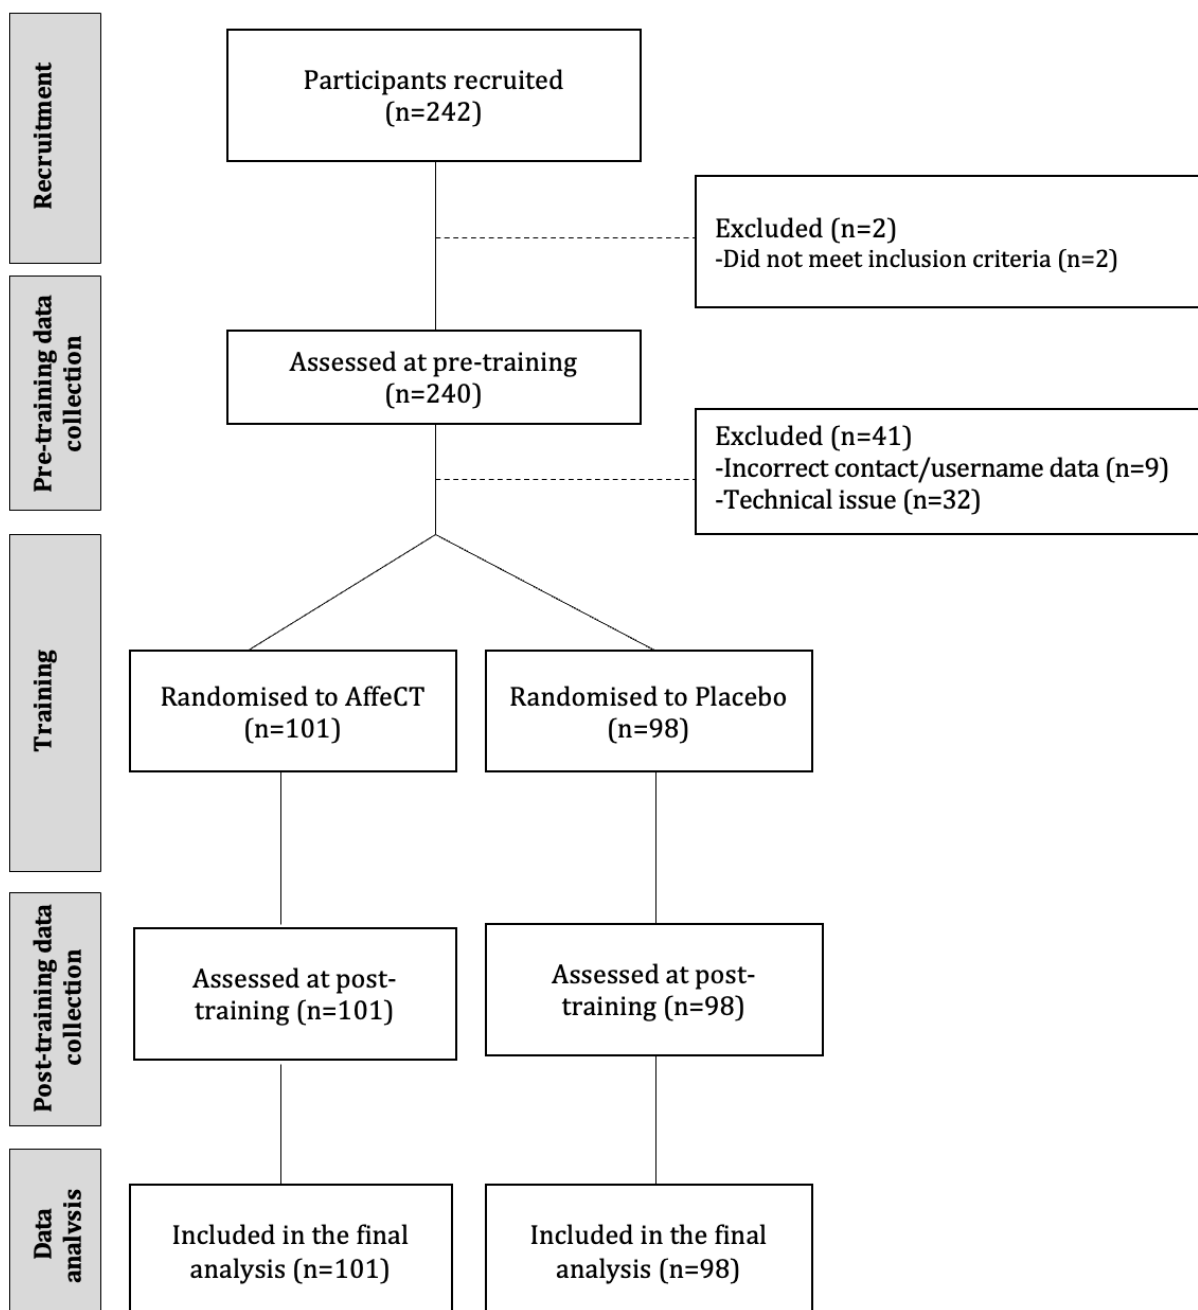 Recruitment
Participants recruited
(n=242)
Excluded (n=2)
-Did not meet inclusion criteria (n=2)
Pre-training data
collection
Assessed at pre-training
(n=240)
Excluded (n=41)
-Incorrect contact/username data (n=9)
-Technical issue (n=32)
Training
Randomised to AffeCT
(n=101)
Randomised to Placebo
(n=98)
Post-training data
collection
Assessed at post-
training (n=101)
Assessed at post-
training (n=98)
Data
analysis
Included in the final
analysis (n=101)
Included in the final
analysis (n=98)